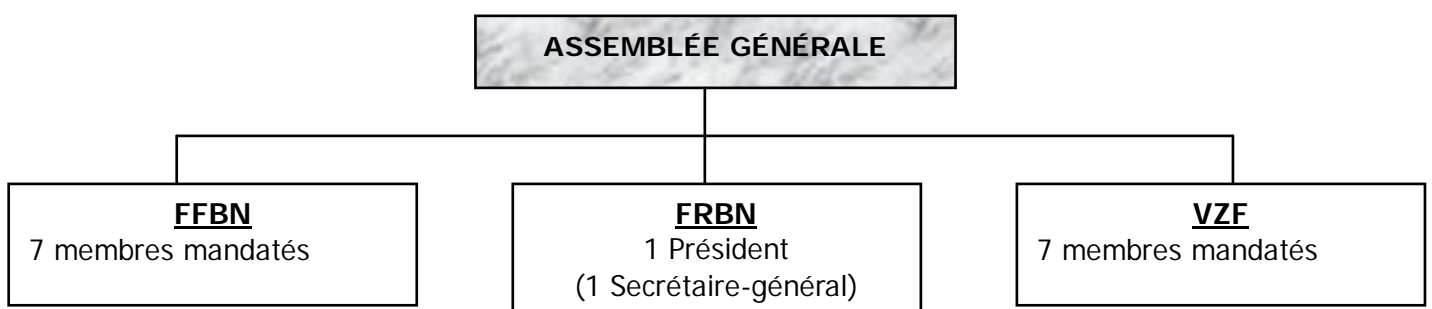 ASSEMBLÉE GÉNÉRALE
FFBN
7 membres mandatés
FRBN
1 Président
(1 Secrétaire-général)
VZF
7 membres mandatés